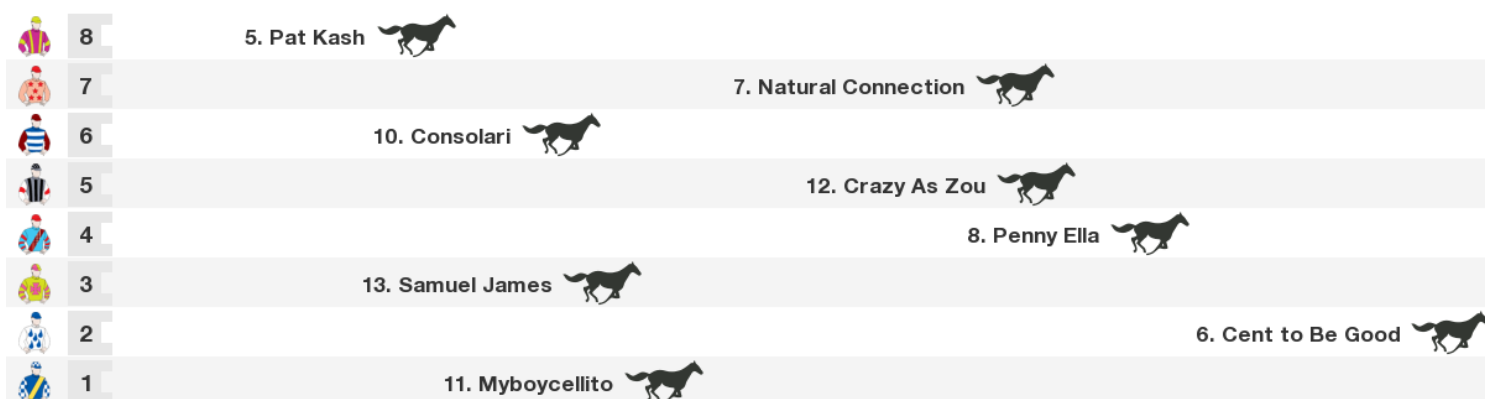 8 5. Pat Kash
7 7. Natural Connection
6 10. Consolari
5 12. Crazy As Zou
4 8. Penny Ella
3 13. Samuel James
2 6. Cent to Be Good
1 11. Myboycellito